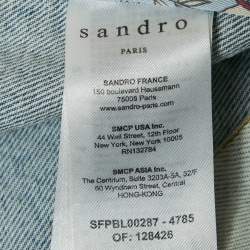 sandro
PARIS
SANDRO FRANCE
150 boulevard Haussmann
75008 Paris
www.sandro-paris.com
SMCP USA Inc.
44 Wall Street, 12th Floor
New York, New York 10005
RN132784
SMCP ASIA Inc.
The Centrium, Suite 3203A-5A, 32/F
60 Wyndham Street, Central
HONG-KONG
SFPBL00287 - 4785
OF: 128426